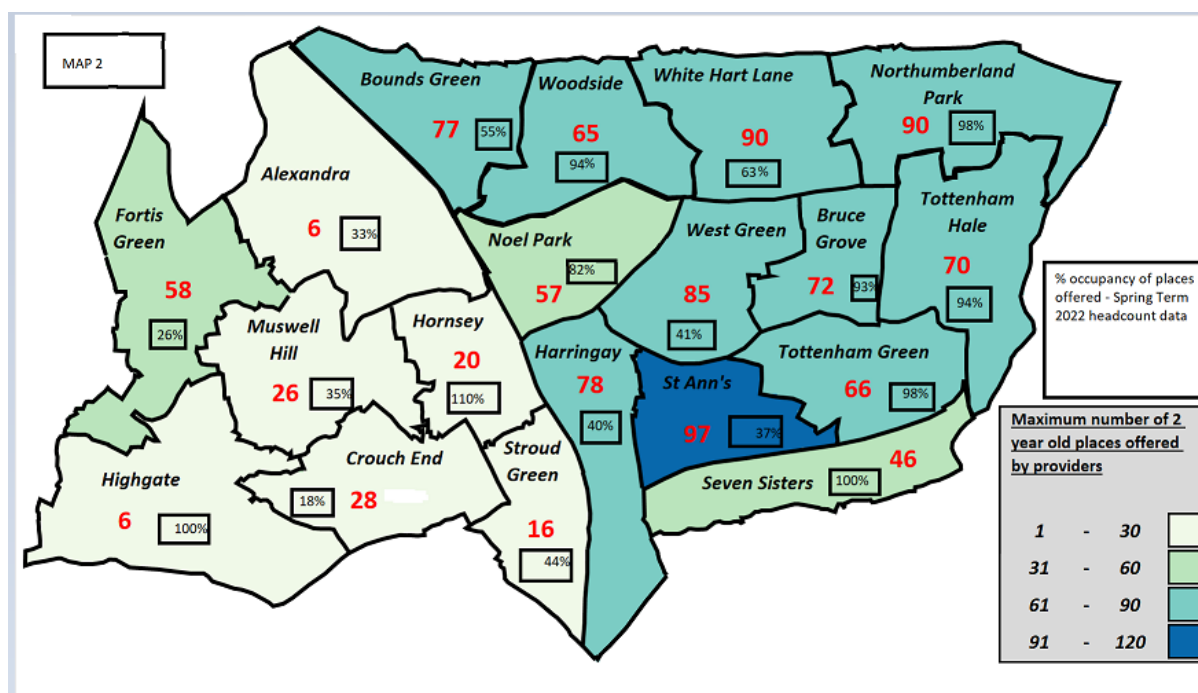 MAP 2
Bounds Green
77
55%
Woodside
65
94%
White Hart Lane
90
63%
Northumberland
Park
90
98%
Alexandra
6
33%
Fortis
Green
58
26%
Noel Park
82%
57
West Green
85
41%
Bruce
Grove
72
93%
Tottenham
Hale
70
94%
% occupancy of places
offered - Spring Term
2022 headcount data
Muswell
Hill
26
35%
Hornsey
20
110%
Harringay
78
40%
St Ann's
97
37%
Tottenham Green
66
98%
Highgate
6
100%
Crouch End
18%
28
Stroud
Green
16
44%
Seven Sisters
46
100%
Maximum number of 2
year old places offered
by providers
1 - 30
31 - 60
61 - 90
91 - 120